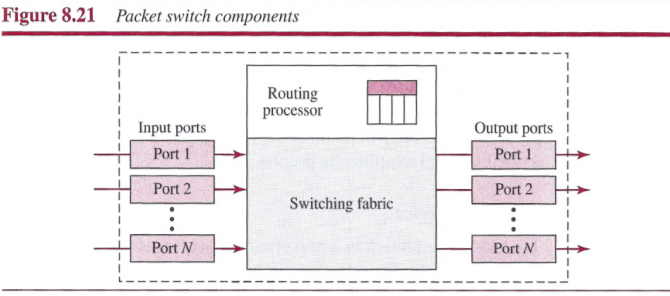 Figure 8.21 Packet switch components
Routing
processor
Input ports
Output ports
Port 1
Port 1
Port 2
Switching fabric
Port 2
Port N
Port N